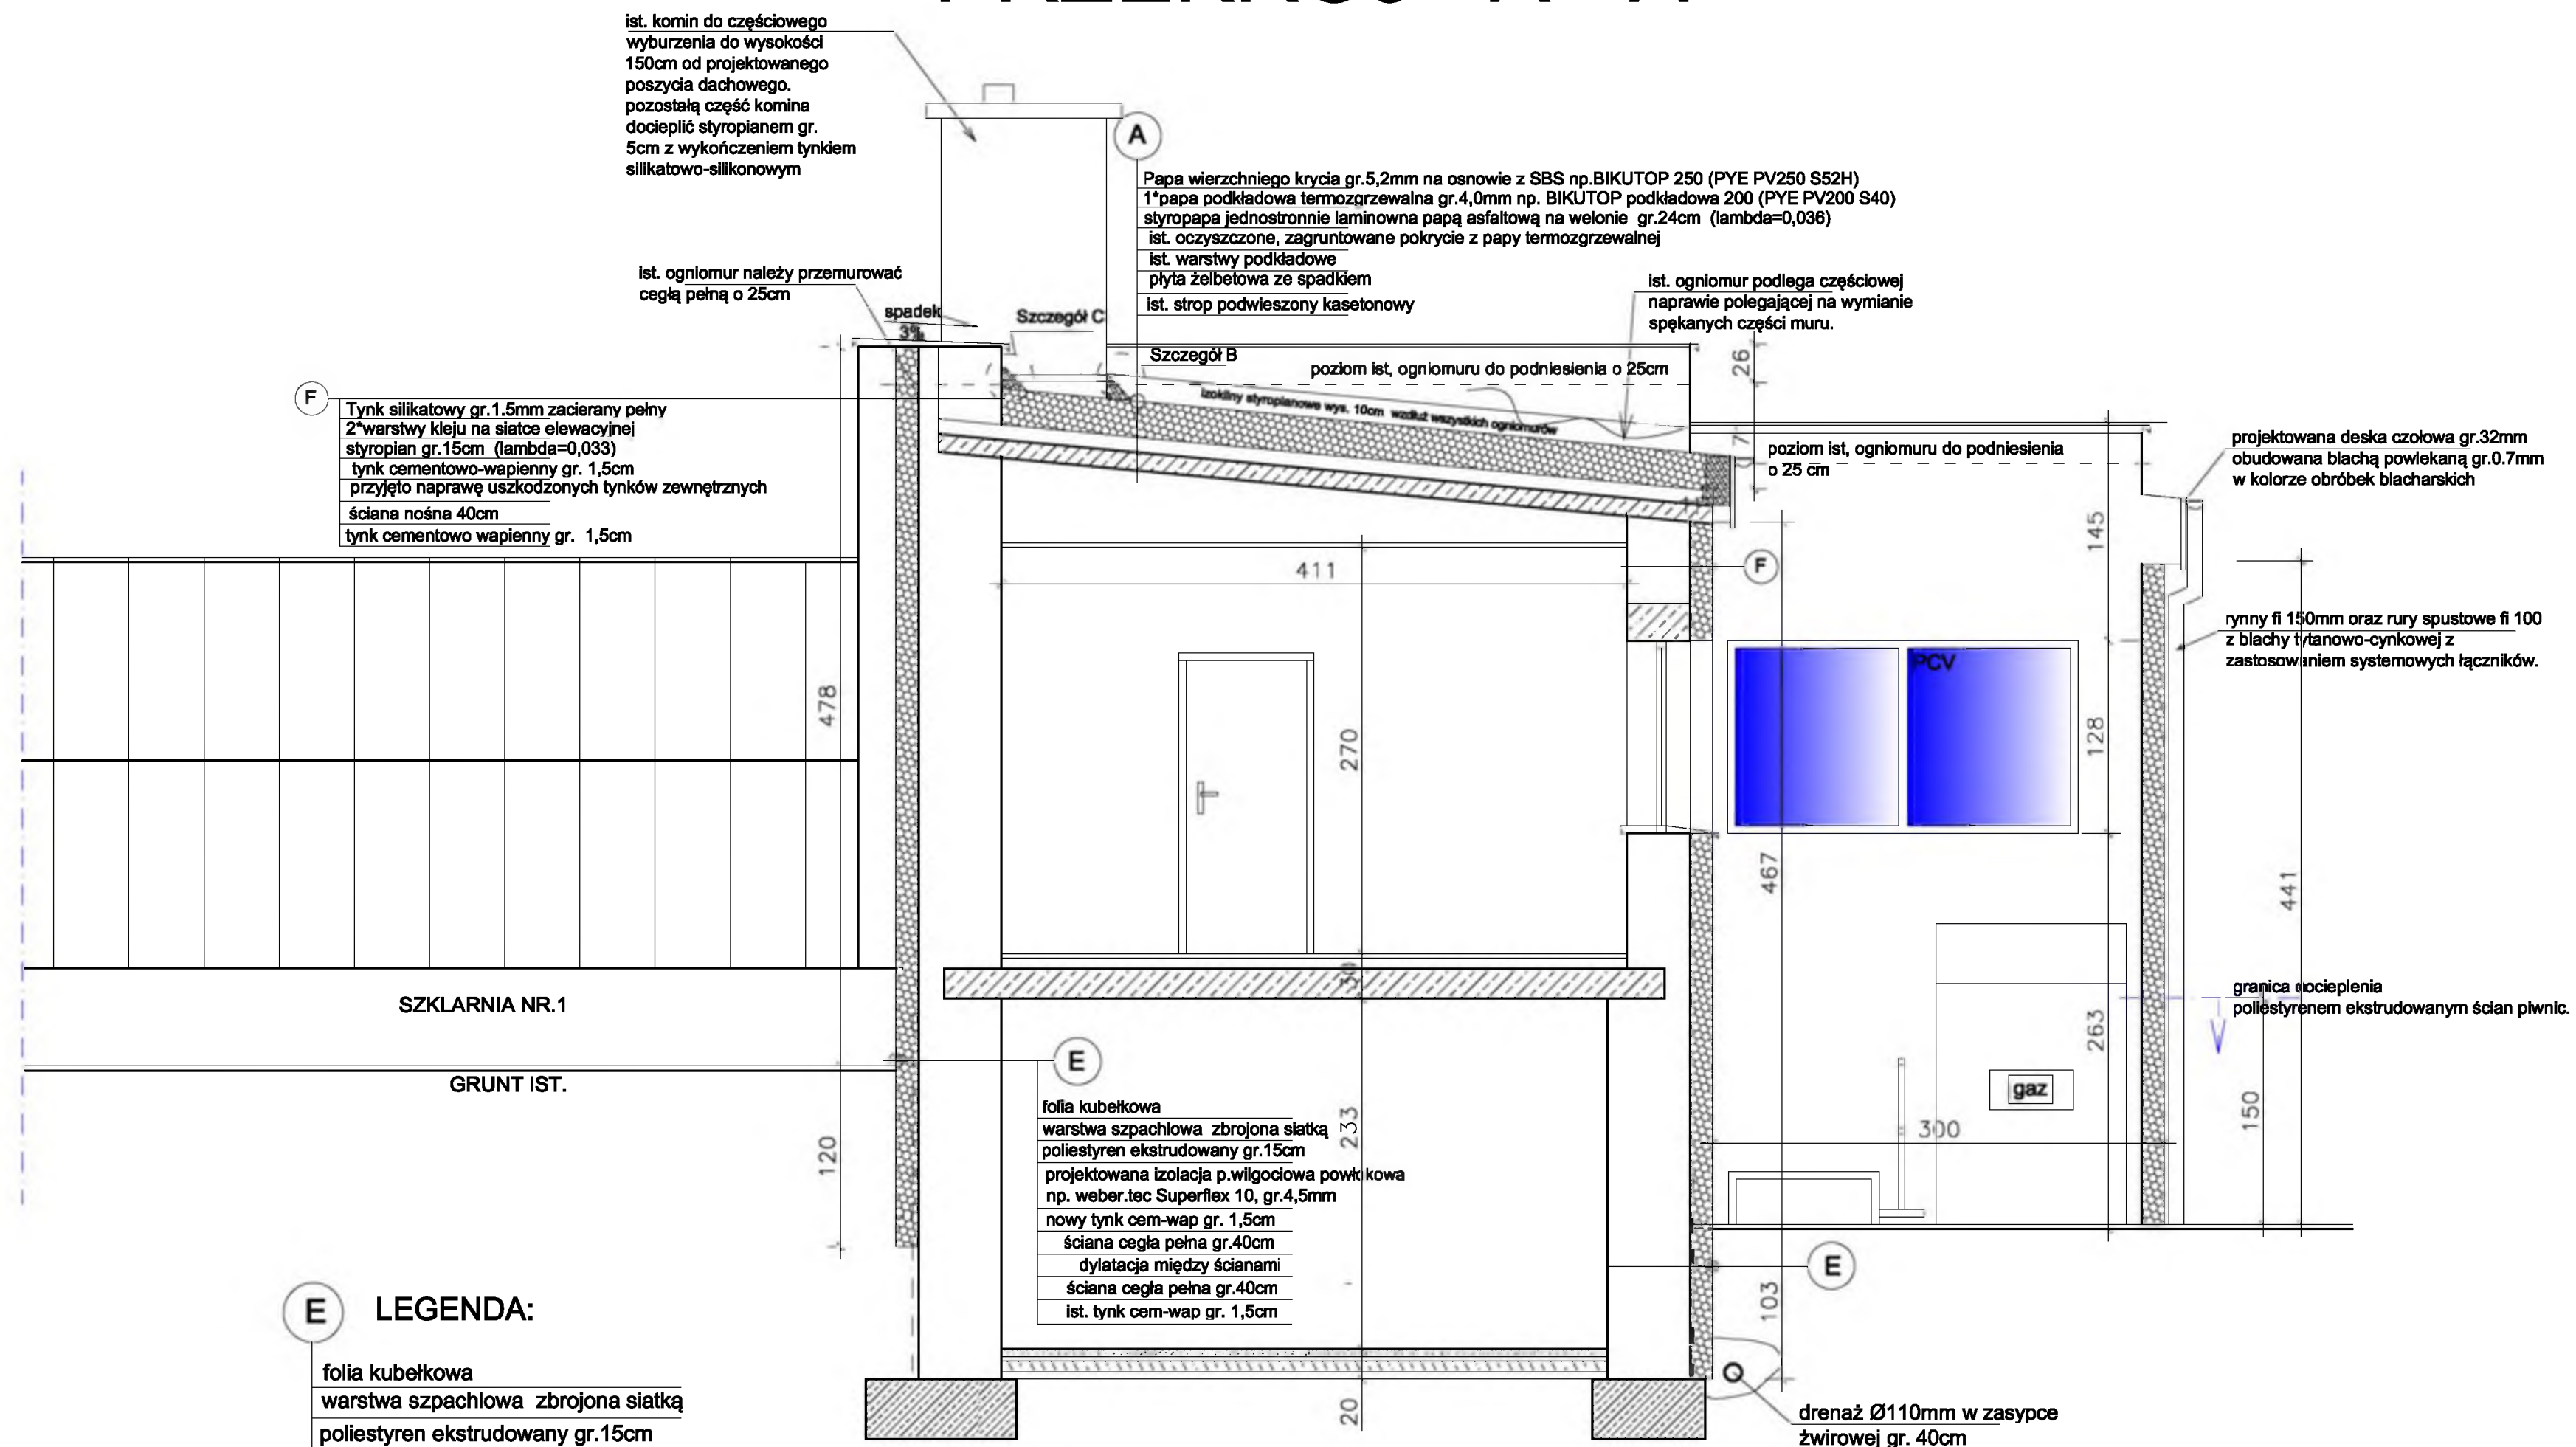 ist. komin do częściowego
wyburzenia do wysokości
150cm od projektowanego
poszycia dachowego.
pozostałą część komina
docieplić styropianem gr.
5cm z wykończeniem tynkiem
silikatowo-silikonowym
A
Papa wierzchniego krycia gr.5,2mm na osnowie z SBS np.BIKUTOP 250 (PYE PV250 S52H)
1*papa podkładowa termozgrzewalna gr.4,0mm np. BIKUTOP podkładowa 200 (PYE PV200 S40)
styropapa jednostronnie laminowna papą asfaltową na welonie gr.24cm (lambda=0,036)
ist. oczyszczone, zagruntowane pokrycie z papy termozgrzewalnej
ist. warstwy podkładowe
płyta żelbetowa ze spadkiem
ist. strop podwieszony kasetonowy
ist. ogniomur należy przemurować
cegłą pełną o 25cm
spadek
3%
Szczegół C
Szczegół B
ist. ogniomur podlega częściowej
naprawie polegającej na wymianie
spękanych części muru.
poziom ist, ogniomuru do podniesienia o 25cm
izokliny styropianowe wys. 10cm wzdłuż wszystkich ogniomurów
26
71
poziom ist, ogniomuru do podniesienia
o 25 cm
projektowana deska czołowa gr.32mm
obudowana blachą powlekaną gr.0.7mm
w kolorze obróbek blacharskich
F
Tynk silikatowy gr.1.5mm zacierany pełny
2*warstwy kleju na siatce elewacyjnej
styropian gr.15cm (lambda=0,033)
tynk cementowo-wapienny gr. 1,5cm
przyjęto naprawę uszkodzonych tynków zewnętrznych
ściana nośna 40cm
tynk cementowo wapienny gr. 1,5cm
145
411
F
rynny fi 150mm oraz rury spustowe fi 100
z blachy tytanowo-cynkowej z
zastosowaniem systemowych łączników.
PCV
478
270
128
467
441
30
granica docieplenia
poliestyrenem ekstrudowanym ścian piwnic.
SZKLARNIA NR.1
GRUNT IST.
E
folia kubełkowa
warstwa szpachlowa zbrojona siatką
poliestyren ekstrudowany gr.15cm
projektowana izolacja p.wilgociowa powłokowa
np. weber.tec Superflex 10, gr.4,5mm
nowy tynk cem-wap gr. 1,5cm
ściana cegła pełna gr.40cm
dylatacja między ścianami
ściana cegła pełna gr.40cm
ist. tynk cem-wap gr. 1,5cm
233
263
gaz
300
150
120
E
103
20
drenaż Ø110mm w zasypce
żwirowej gr. 40cm
E
LEGENDA:
folia kubełkowa
warstwa szpachlowa zbrojona siatką
poliestyren ekstrudowany gr.15cm